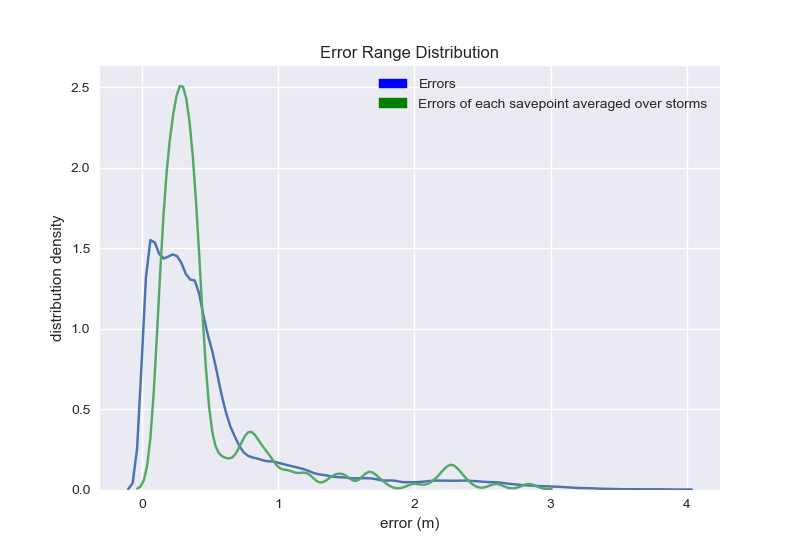 Error Range Distribution
Errors
Errors of each savepoint averaged over storms
2.5
2.0
1.5
1.0
0.5
0.0
distribution density
0 1 2 3 4
error (m)